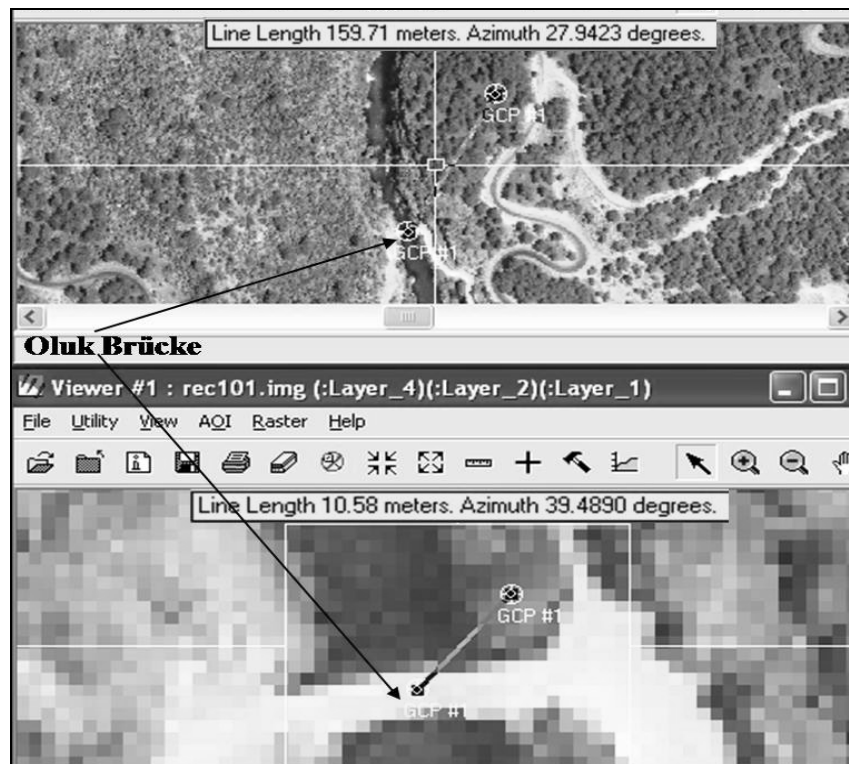 Line Length 159.71 meters. Azimuth 27.9423 degrees.
GCP #1
GCP #1
Oluk Brücke
Viewer #1 : rec101.img (:Layer_4)(:Layer_2)(:Layer_1)
File Utility View AOI Raster Help
Line Length 10.58 meters. Azimuth 39.4890 degrees.
GCP #1
GCP #1